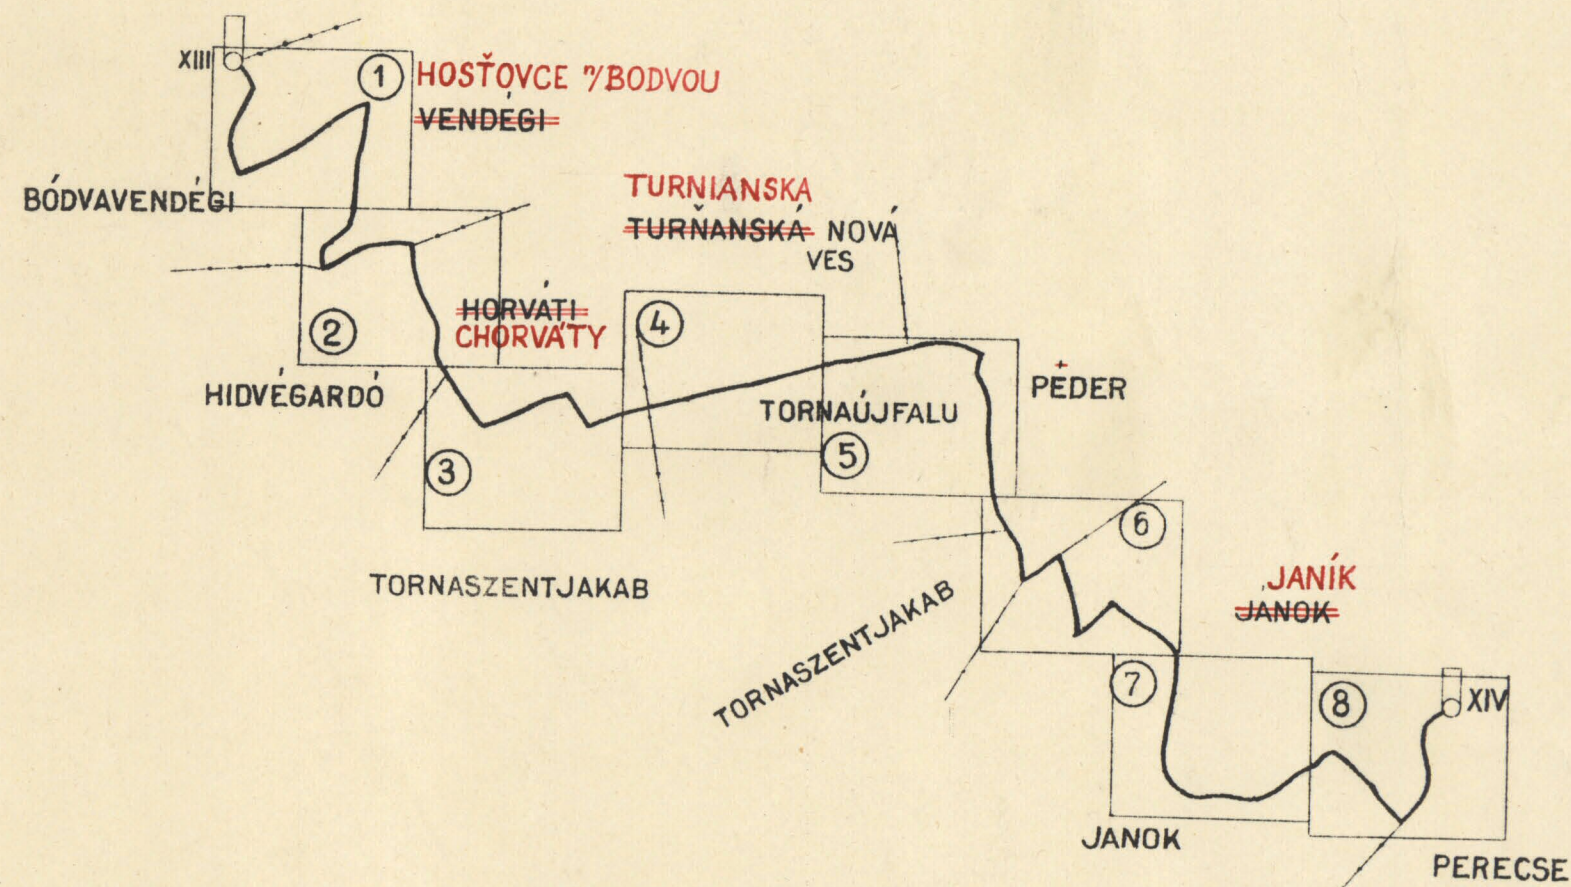 XIII
1
HOSŤOVCE n/BODVOU
VENDÉGI
BÓDVAVENDÉGI
TURNIANSKA
TURŇANSKÁ NOVÁ
VES
2
HORVÁTI
CHORVÁTY
4
HIDVÉGARDÓ
PÉDER
TORNAÚJFALU
3
5
6
TORNASZENTJAKAB
JANÍK
JANOK
TORNASZENTJAKAB
7
8
XIV
JANOK
PERECSE